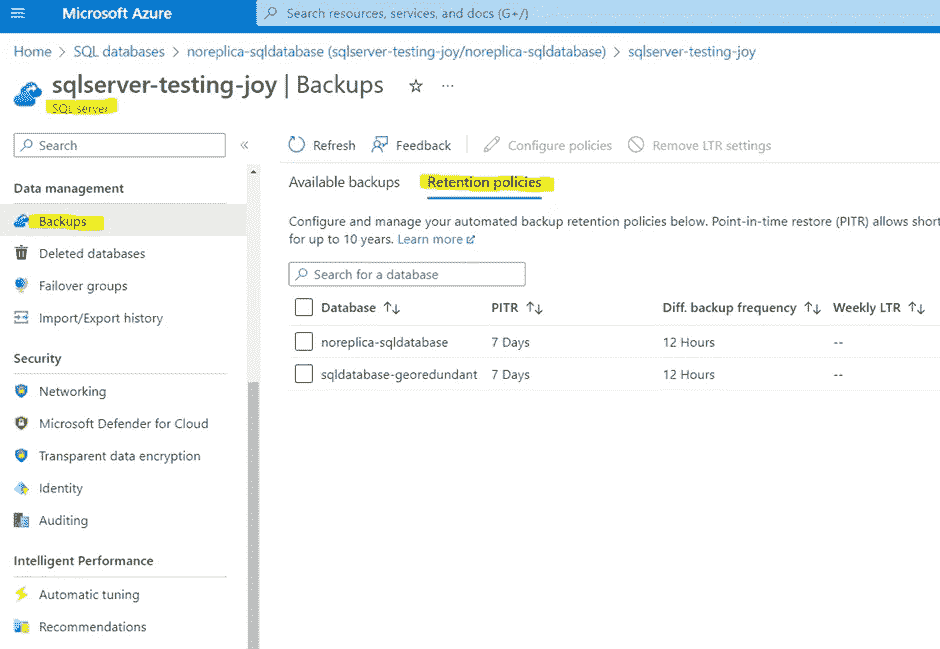 Microsoft Azure
Search resources, services, and docs (G+/)
Home > SQL databases > noreplica-sqldatabase (sqlserver-testing-joy/noreplica-sqldatabase) > sqlserver-testing-joy
sqlserver-testing-joy | Backups
SQL server
Search
Refresh Feedback Configure policies Remove LTR settings
Data management
Backups
Deleted databases
Failover groups
Import/Export history
Security
Networking
Microsoft Defender for Cloud
Transparent data encryption
Identity
Auditing
Intelligent Performance
Automatic tuning
Recommendations
Available backups Retention policies
Configure and manage your automated backup retention policies below. Point-in-time restore (PITR) allows short
for up to 10 years. Learn more
Search for a database
Database PITR Diff. backup frequency Weekly LTR
noreplica-sqldatabase 7 Days 12 Hours --
sqldatabase-georedundant 7 Days 12 Hours --